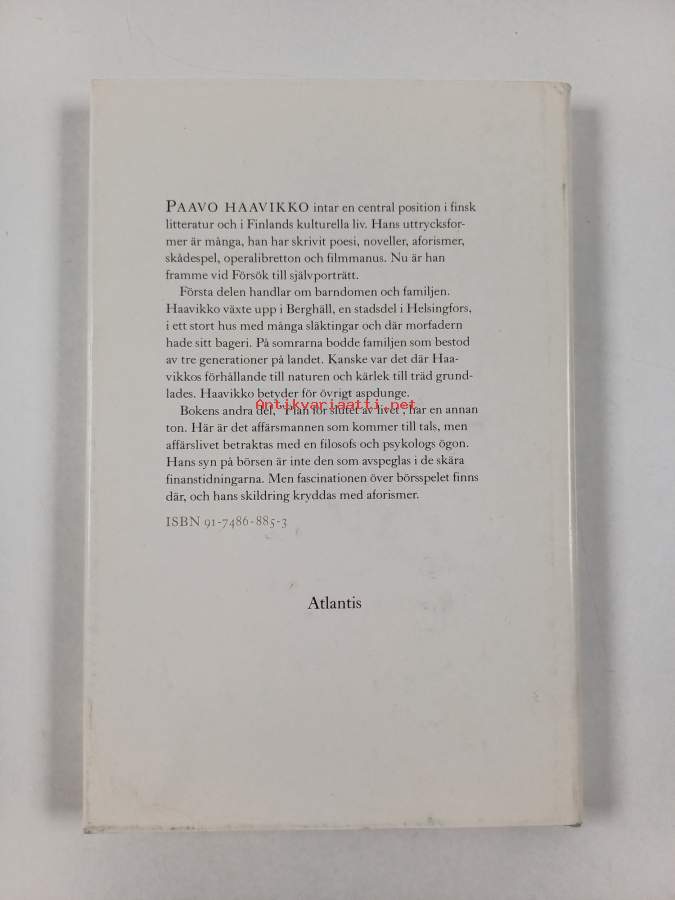 PAAVO HAAVIKKO intar en central position i finsk
litteratur och i Finlands kulturella liv. Hans uttrycksfor-
mer är många, han har skrivit poesi, noveller, aforismer,
skådespel, operalibretton och filmmanus. Nu är han
framme vid Försök till självporträtt.
Första delen handlar om barndomen och familjen.
Haavikko växte upp i Berghäll, en stadsdel i Helsingfors,
i ett stort hus med många släktingar och där morfadern
hade sitt bageri. På somrarna bodde familjen som bestod
av tre generationer på landet. Kanske var det där Haa-
vikkos förhållande till naturen och kärlek till träd grund-
lades. Haavikko betyder för övrigt aspdunge.
Antikvariaatti.net
Bokens andra del, "Plan för slutet av livet", har en annan
ton. Här är det affärsmannen som kommer till tals, men
affärslivet betraktas med en filosofs och psykologs ögon.
Hans syn på börsen är inte den som avspeglas i de skära
finanstidningarna. Men fascinationen över börsspelet finns
där, och hans skildring kryddas med aforismer.
ISBN 91-7486-885-3
Atlantis